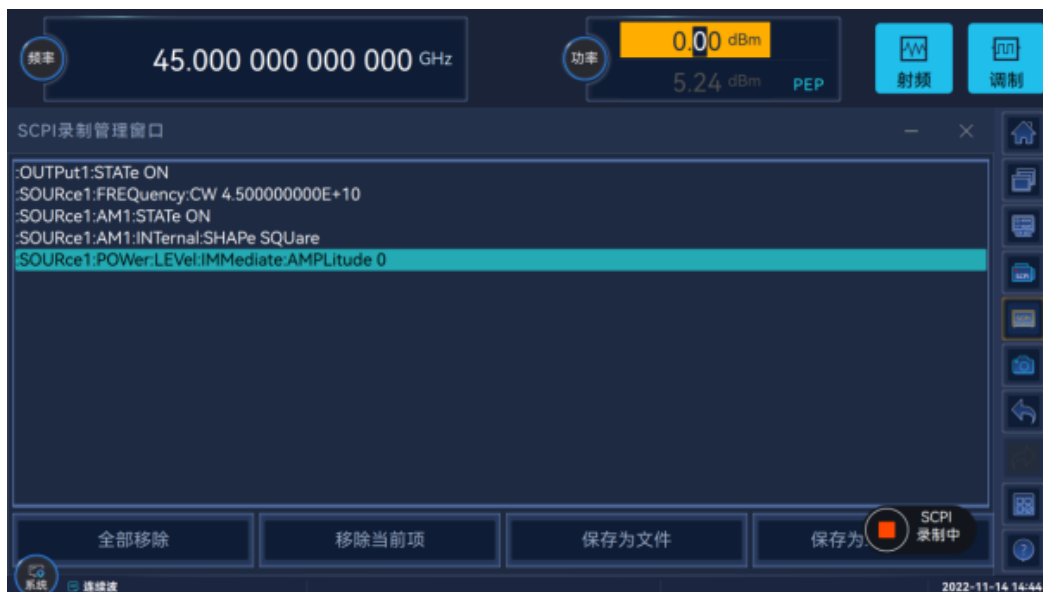 频率
45.000 000 000 000 GHz
功率
0.00 dBm
5.24 dBm PEP
射频
调制
SCPI录制管理窗口
:OUTPut1:STATe ON
:SOURce1:FREQuency:CW 4.500000000E+10
:SOURce1:AM1:STATe ON
:SOURce1:AM1:INTernal:SHAPe SQUare
:SOURce1:POWer:LEVel:IMMediate:AMPLitude 0
全部移除
移除当前项
保存为文件
保存为
SCPI
录制中
系统
连续波
2022-11-14 14:44